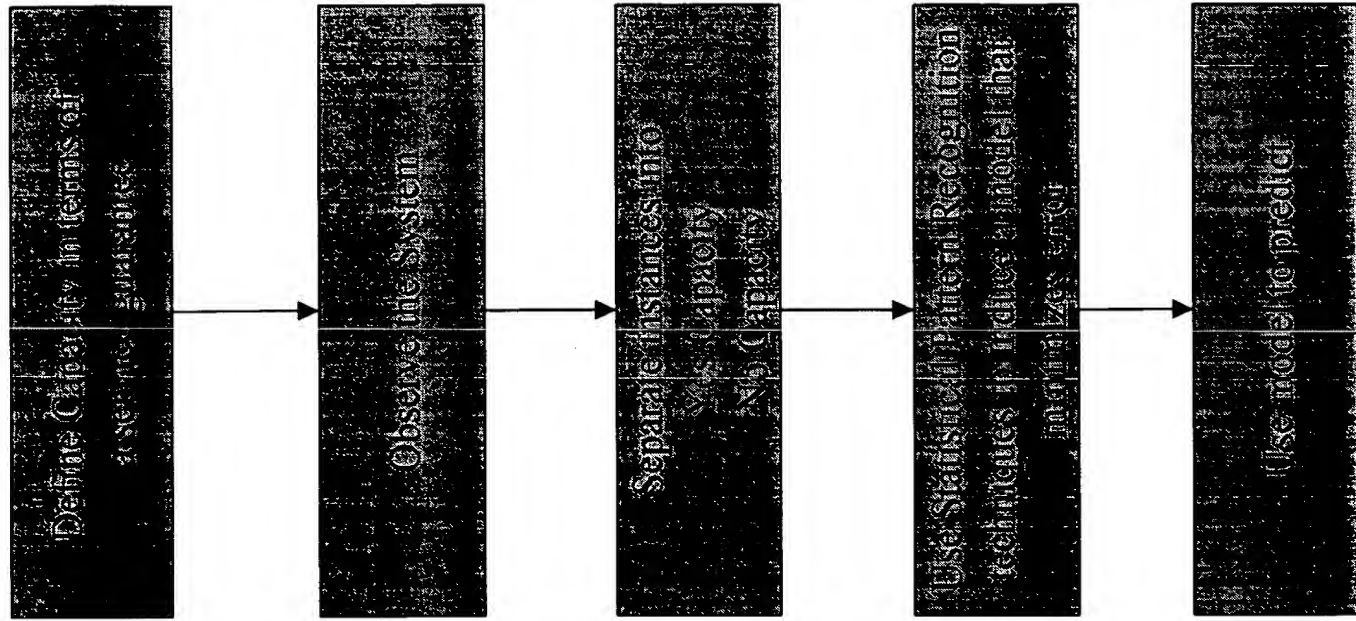 Define Capacity in terms of
a service guarantee
Observe the System
Separate instances into
Yes Capacity
No Capacity
Use Statistical Pattern Recognition
techniques to induce a model that
minimizes error
Use model to predict